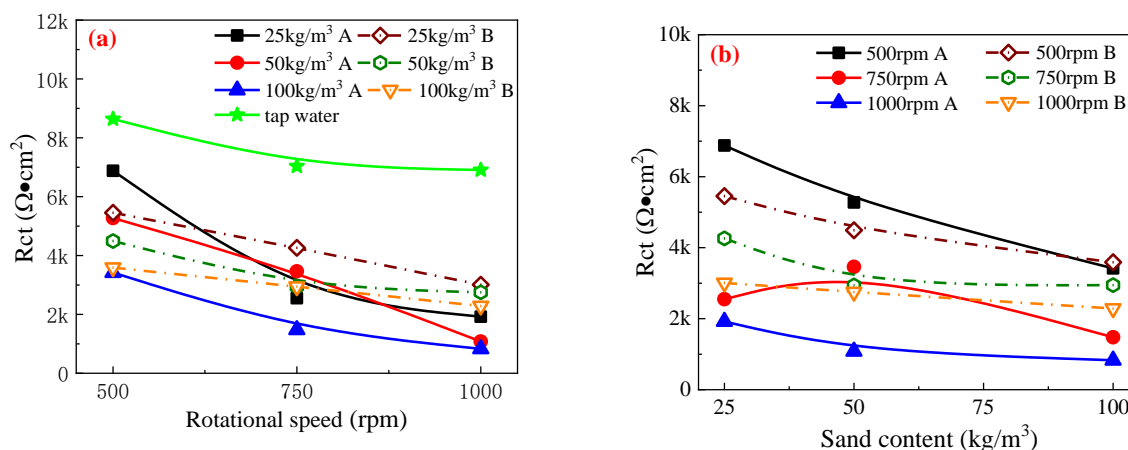 (a)
25kg/m³ A
25kg/m³ B
50kg/m³ A
50kg/m³ B
100kg/m³ A
100kg/m³ B
tap water
12k
10k
8k
6k
4k
2k
0
Rct (Ω•cm²)
500
750
1000
Rotational speed (rpm)
(b)
500rpm A
500rpm B
750rpm A
750rpm B
1000rpm A
1000rpm B
10k
8k
6k
4k
2k
0
Rct (Ω•cm²)
25
50
75
100
Sand content (kg/m³)